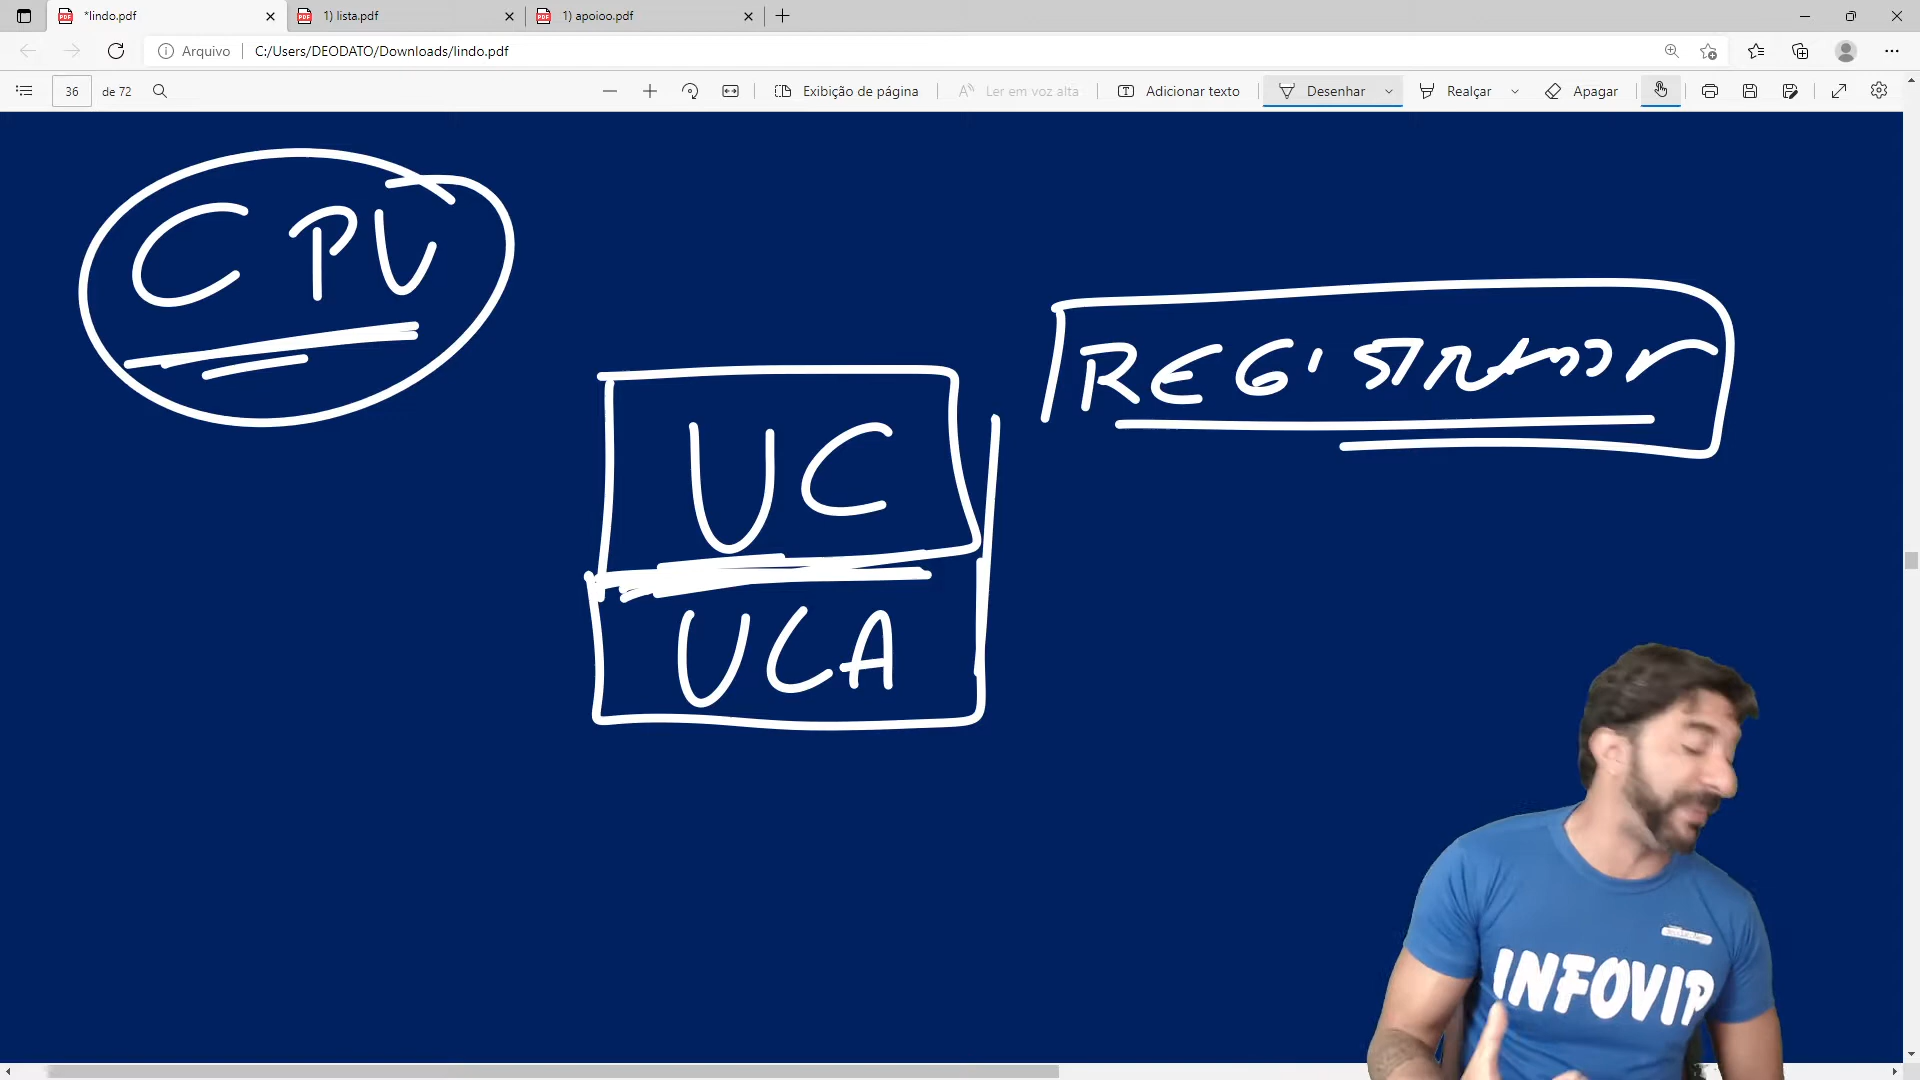 *lindo.pdf
1) lista.pdf
1) apoioo.pdf
Arquivo
C:/Users/DEODATO/Downloads/lindo.pdf
36 de 72
Exibição de página
Ler em voz alta
Adicionar texto
Desenhar
Realçar
Apagar
CPU
REGISTRADOR
UC
UCA
INFOVIP